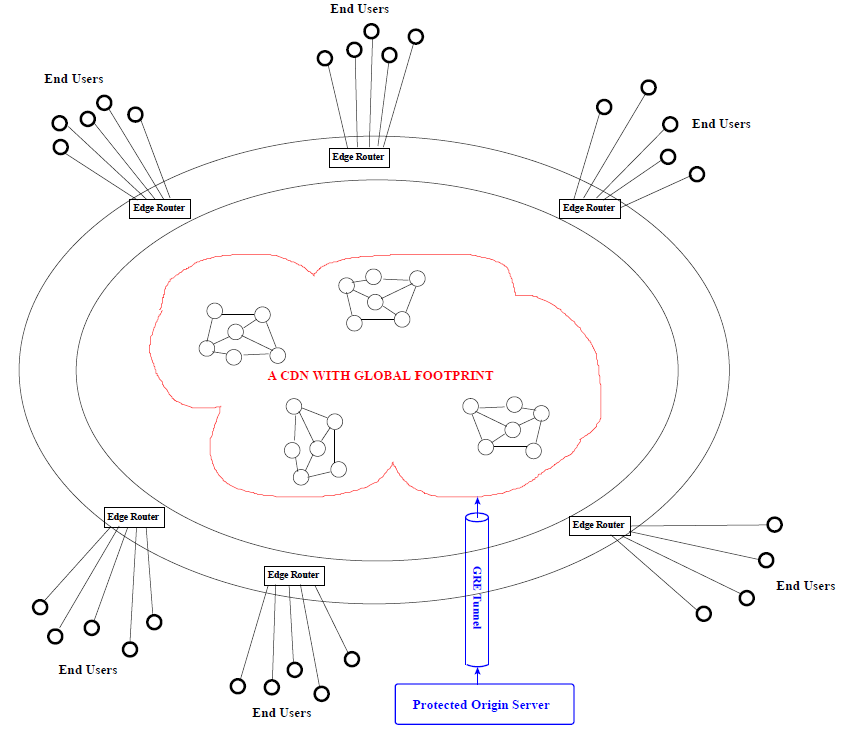 End Users
End Users
End Users
Edge Router
Edge Router
Edge Router
A CDN WITH GLOBAL FOOTPRINT
Edge Router
Edge Router
Edge Router
GRE Tunnel
End Users
End Users
End Users
Protected Origin Server